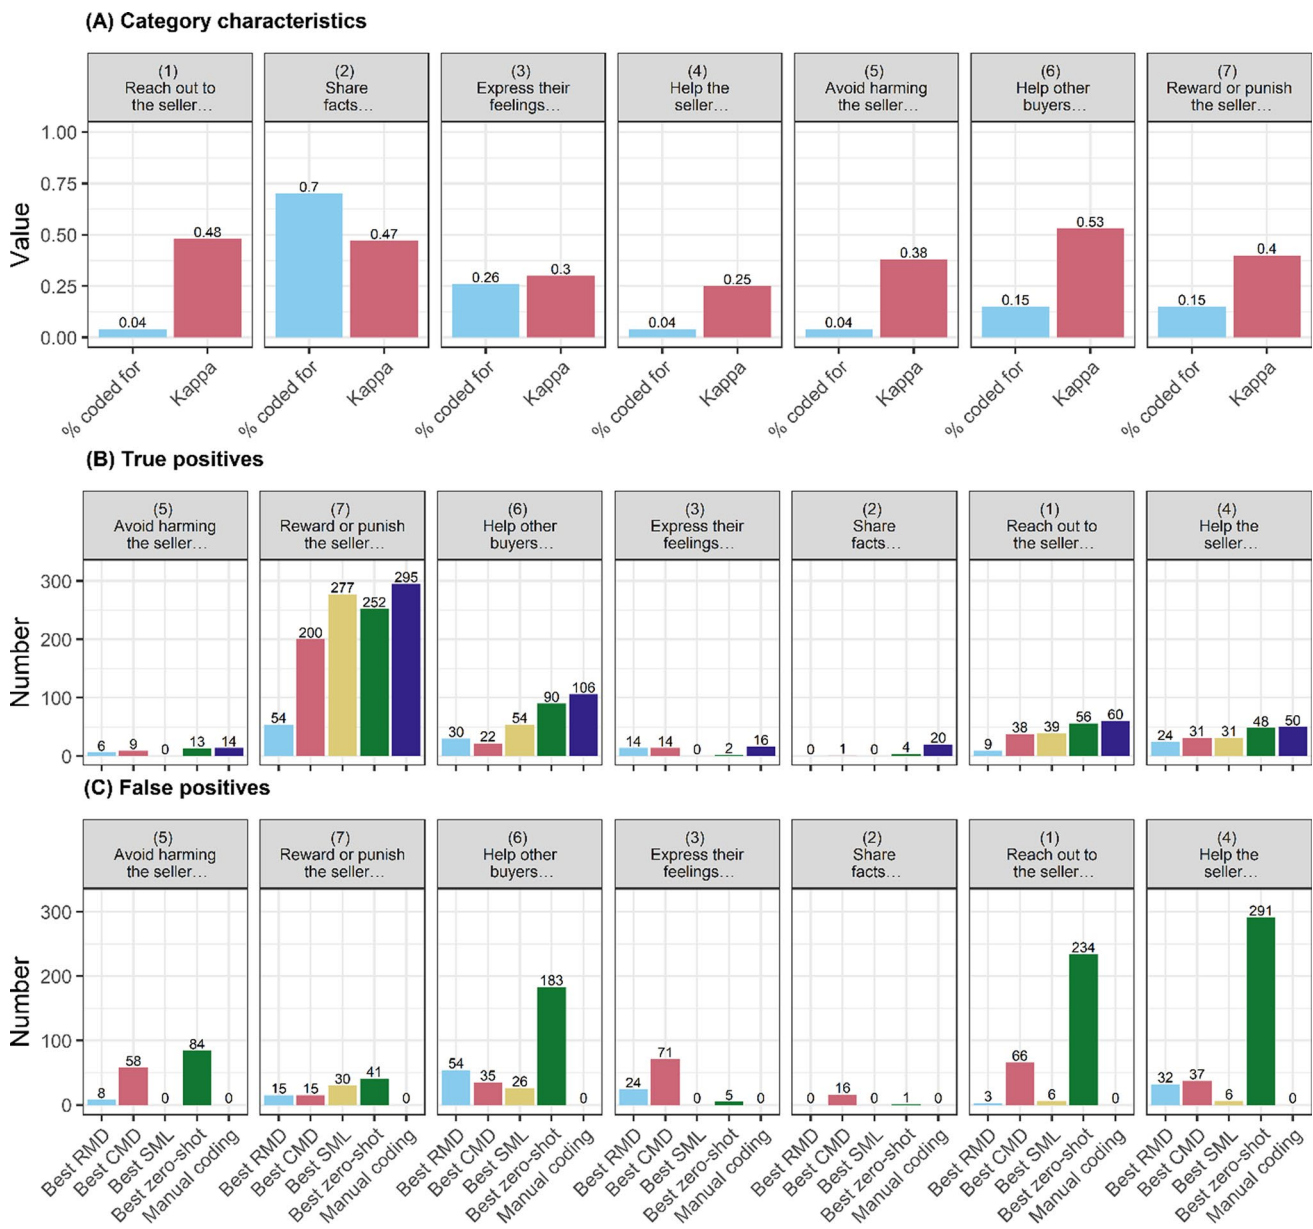 (A) Category characteristics
(1)
Reach out to
the seller…
(2)
Share
facts…
(3)
Express their
feelings…
(4)
Help the
seller…
(5)
Avoid harming
the seller…
(6)
Help other
buyers…
(7)
Reward or punish
the seller…
Value
1.00
0.75
0.50
0.25
0.00
0.04
0.48
0.7
0.47
0.26
0.3
0.04
0.25
0.04
0.38
0.15
0.53
0.15
0.4
% coded for
Kappa
% coded for
Kappa
% coded for
Kappa
% coded for
Kappa
% coded for
Kappa
% coded for
Kappa
% coded for
Kappa
(B) True positives
(5)
Avoid harming
the seller…
(7)
Reward or punish
the seller…
(6)
Help other
buyers…
(3)
Express their
feelings…
(2)
Share
facts…
(1)
Reach out to
the seller…
(4)
Help the
seller…
Number
300
200
100
0
6
9
0
13
14
54
200
277
252
295
30
22
54
90
106
14
14
0
2
16
0
1
0
4
20
9
38
39
56
60
24
31
31
48
50
(C) False positives
(5)
Avoid harming
the seller…
(7)
Reward or punish
the seller…
(6)
Help other
buyers…
(3)
Express their
feelings…
(2)
Share
facts…
(1)
Reach out to
the seller…
(4)
Help the
seller…
Number
300
200
100
0
8
58
0
84
0
15
15
30
41
0
54
35
26
183
0
24
71
0
5
0
0
16
0
1
0
3
66
6
234
0
32
37
6
291
0
Best RMD
Best CMD
Best SML
Best zero-shot
Manual coding
Best RMD
Best CMD
Best SML
Best zero-shot
Manual coding
Best RMD
Best CMD
Best SML
Best zero-shot
Manual coding
Best RMD
Best CMD
Best SML
Best zero-shot
Manual coding
Best RMD
Best CMD
Best SML
Best zero-shot
Manual coding
Best RMD
Best CMD
Best SML
Best zero-shot
Manual coding
Best RMD
Best CMD
Best SML
Best zero-shot
Manual coding